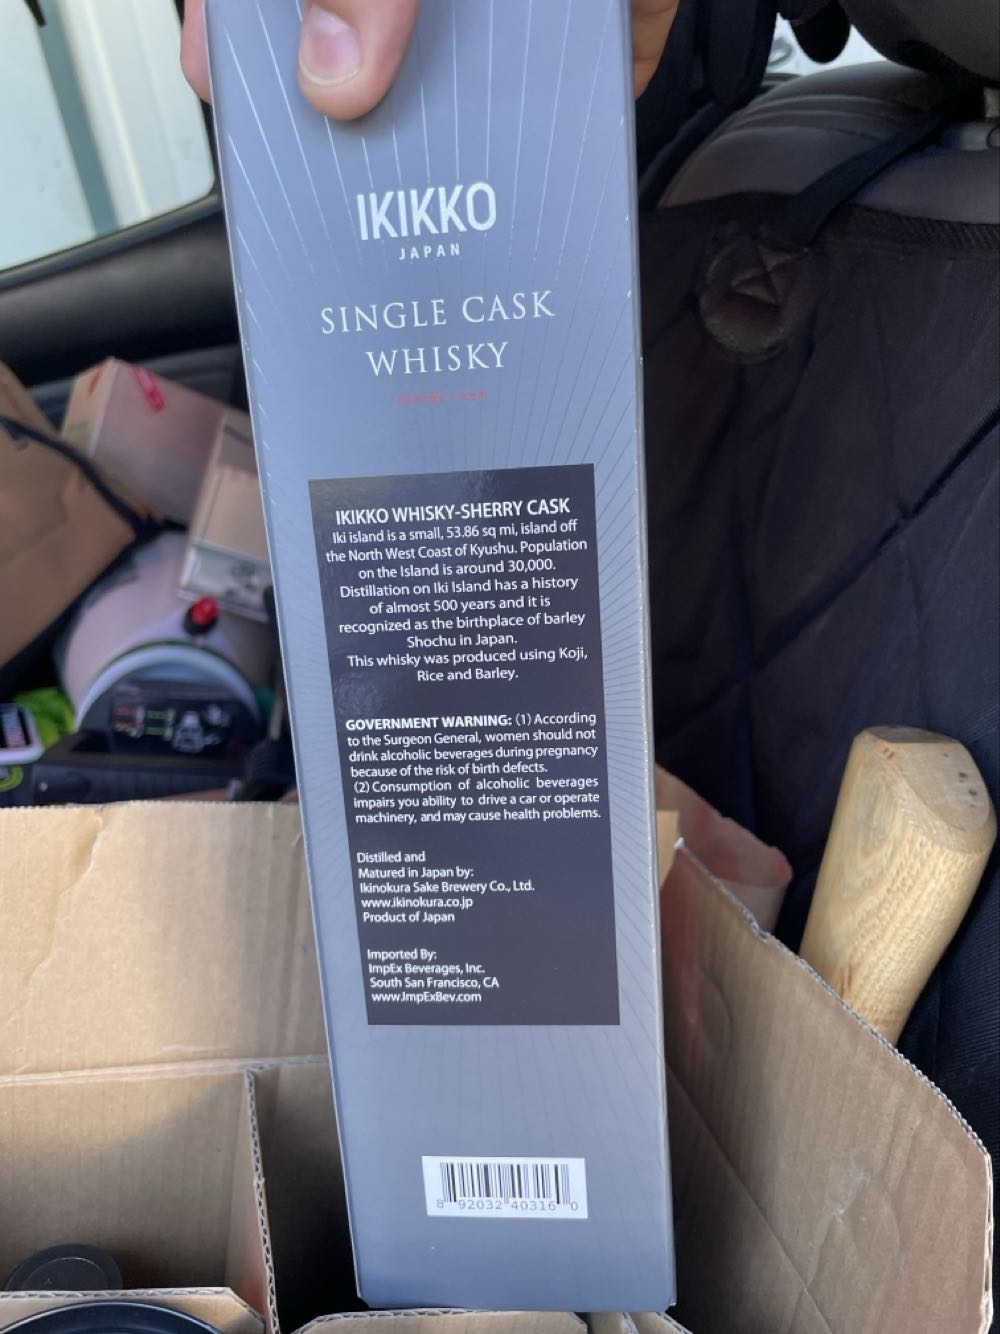 IKIKKO
JAPAN
SINGLE CASK
WHISKY
IKIKKO WHISKY-SHERRY CASK
Iki island is a small, 53.86 sq mi, island off
the North West Coast of Kyushu. Population
on the Island is around 30,000.
Distillation on Iki Island has a history
of almost 500 years and it is
recognized as the birthplace of barley
Shochu in Japan.
This whisky was produced using Koji,
Rice and Barley.
GOVERNMENT WARNING: (1) According
to the Surgeon General, women should not
drink alcoholic beverages during pregnancy
because of the risk of birth defects.
(2) Consumption of alcoholic beverages
impairs you ability to drive a car or operate
machinery, and may cause health problems.
Distilled and
Matured in Japan by:
Ikinokura Sake Brewery Co., Ltd.
www.ikinokura.co.jp
Product of Japan
Imported By:
ImpEx Beverages, Inc.
South San Francisco, CA
www.ImpExBev.com
8 92032 40316 0